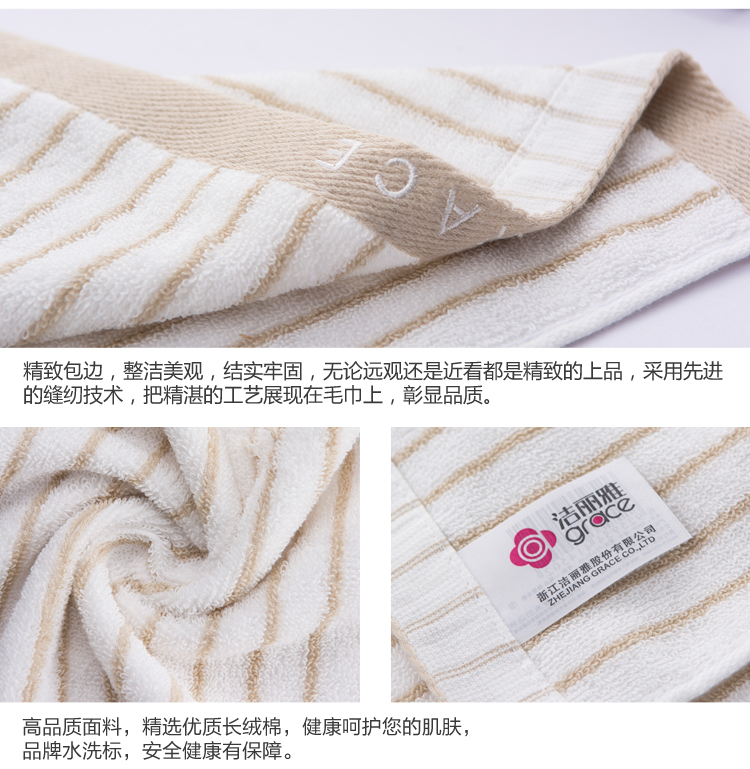 ACE
精致包边，整洁美观，结实牢固，无论远观还是近看都是精致的上品，采用先进
的缝纫技术，把精湛的工艺展现在毛巾上，彰显品质。
洁丽雅
grace
浙江洁丽雅股份有限公司
ZHEJIANG GRACE CO.,LTD
高品质面料，精选优质长绒棉，健康呵护您的肌肤，
品牌水洗标，安全健康有保障。